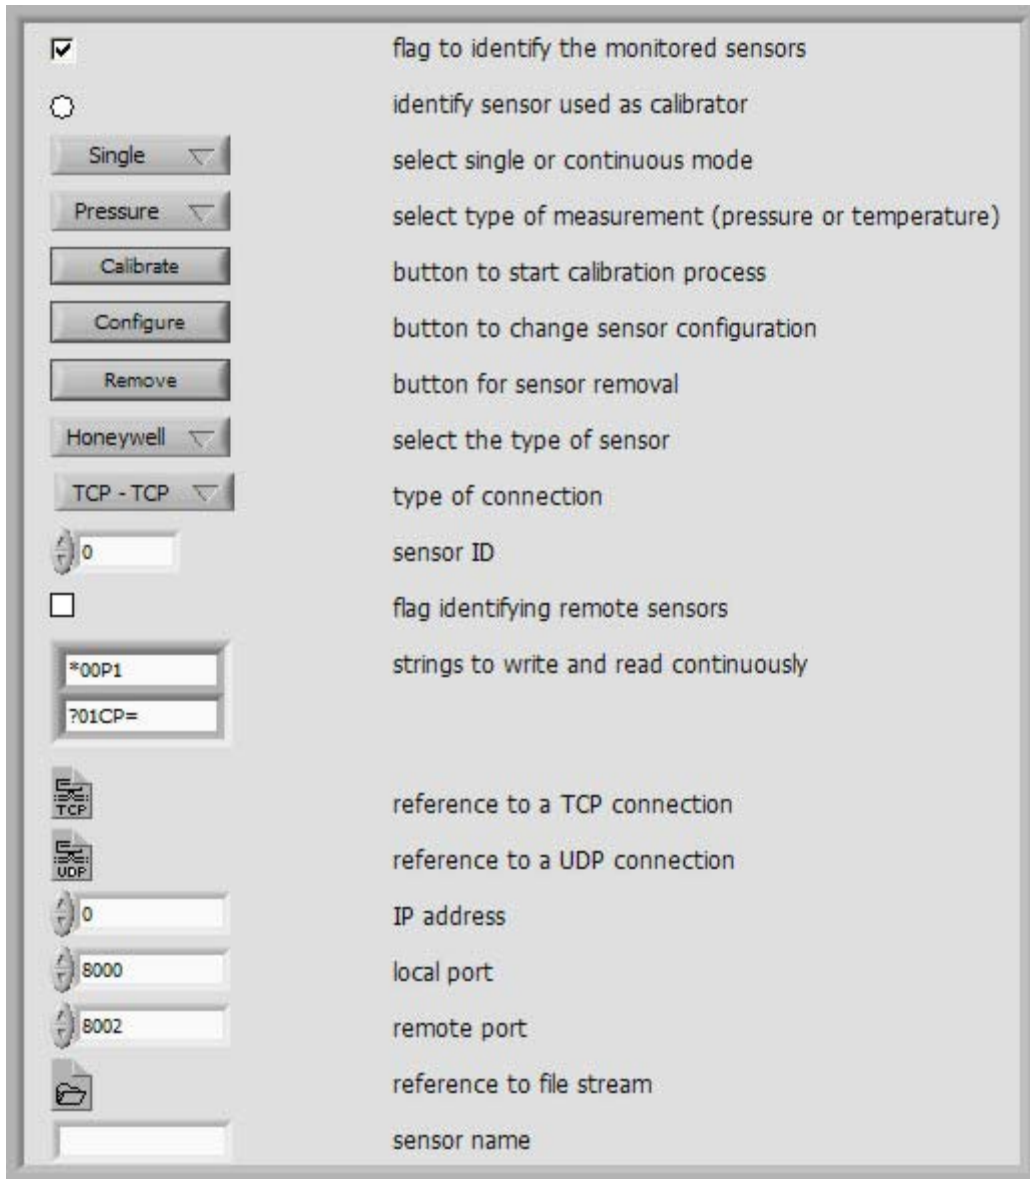 flag to identify the monitored sensors
identify sensor used as calibrator
Single select single or continuous mode
Pressure select type of measurement (pressure or temperature)
Calibrate button to start calibration process
Configure button to change sensor configuration
Remove button for sensor removal
Honeywell select the type of sensor
TCP - TCP type of connection
0 sensor ID
flag identifying remote sensors
*00P1 strings to write and read continuously
?01CP=
TCP reference to a TCP connection
UDP reference to a UDP connection
0 IP address
8000 local port
8002 remote port
reference to file stream
sensor name